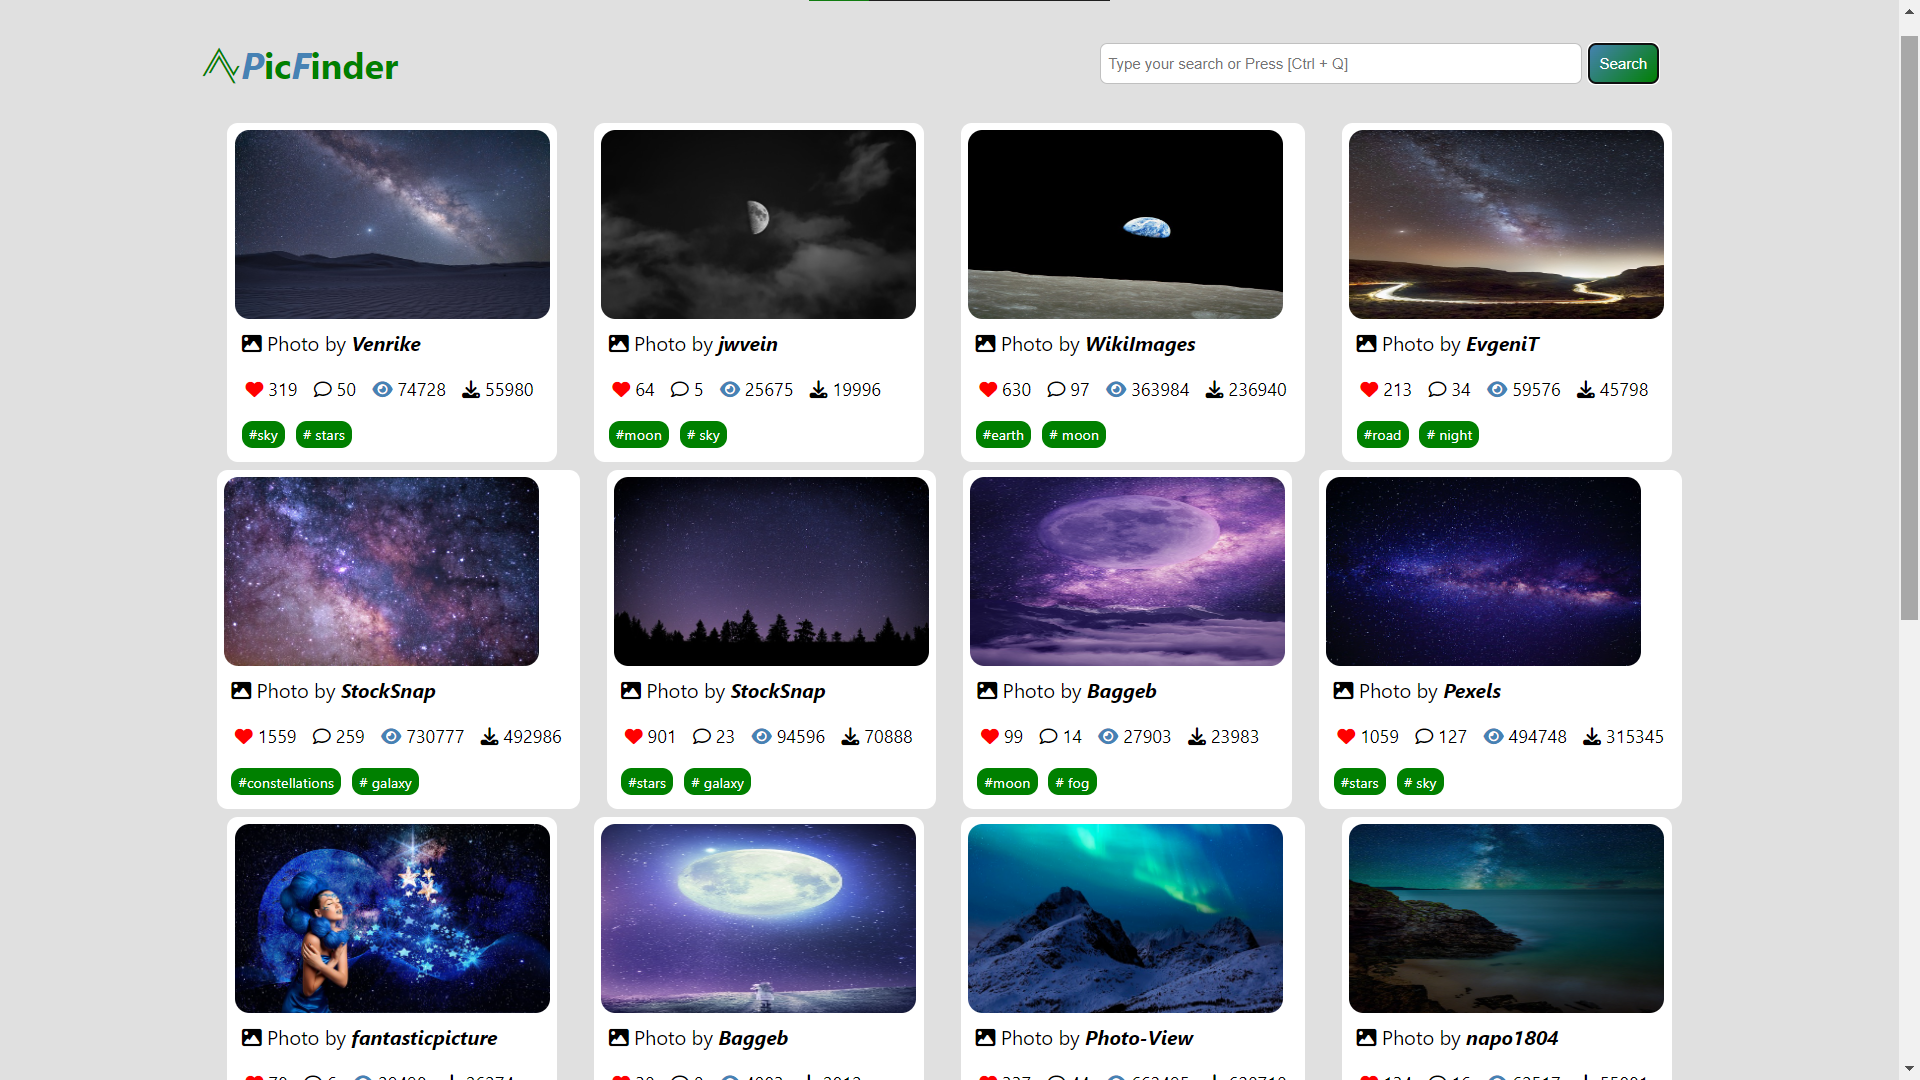 PicFinder
Type your search or Press [Ctrl + Q]
Search
Photo by Venrike
319 50 74728 55980
#sky # stars
Photo by jwvein
64 5 25675 19996
#moon # sky
Photo by WikiImages
630 97 363984 236940
#earth # moon
Photo by EvgeniT
213 34 59576 45798
#road # night
Photo by StockSnap
1559 259 730777 492986
#constellations # galaxy
Photo by StockSnap
901 23 94596 70888
#stars # galaxy
Photo by Baggeb
99 14 27903 23983
#moon # fog
Photo by Pexels
1059 127 494748 315345
#stars # sky
Photo by fantasticpicture
Photo by Baggeb
Photo by Photo-View
Photo by napo1804